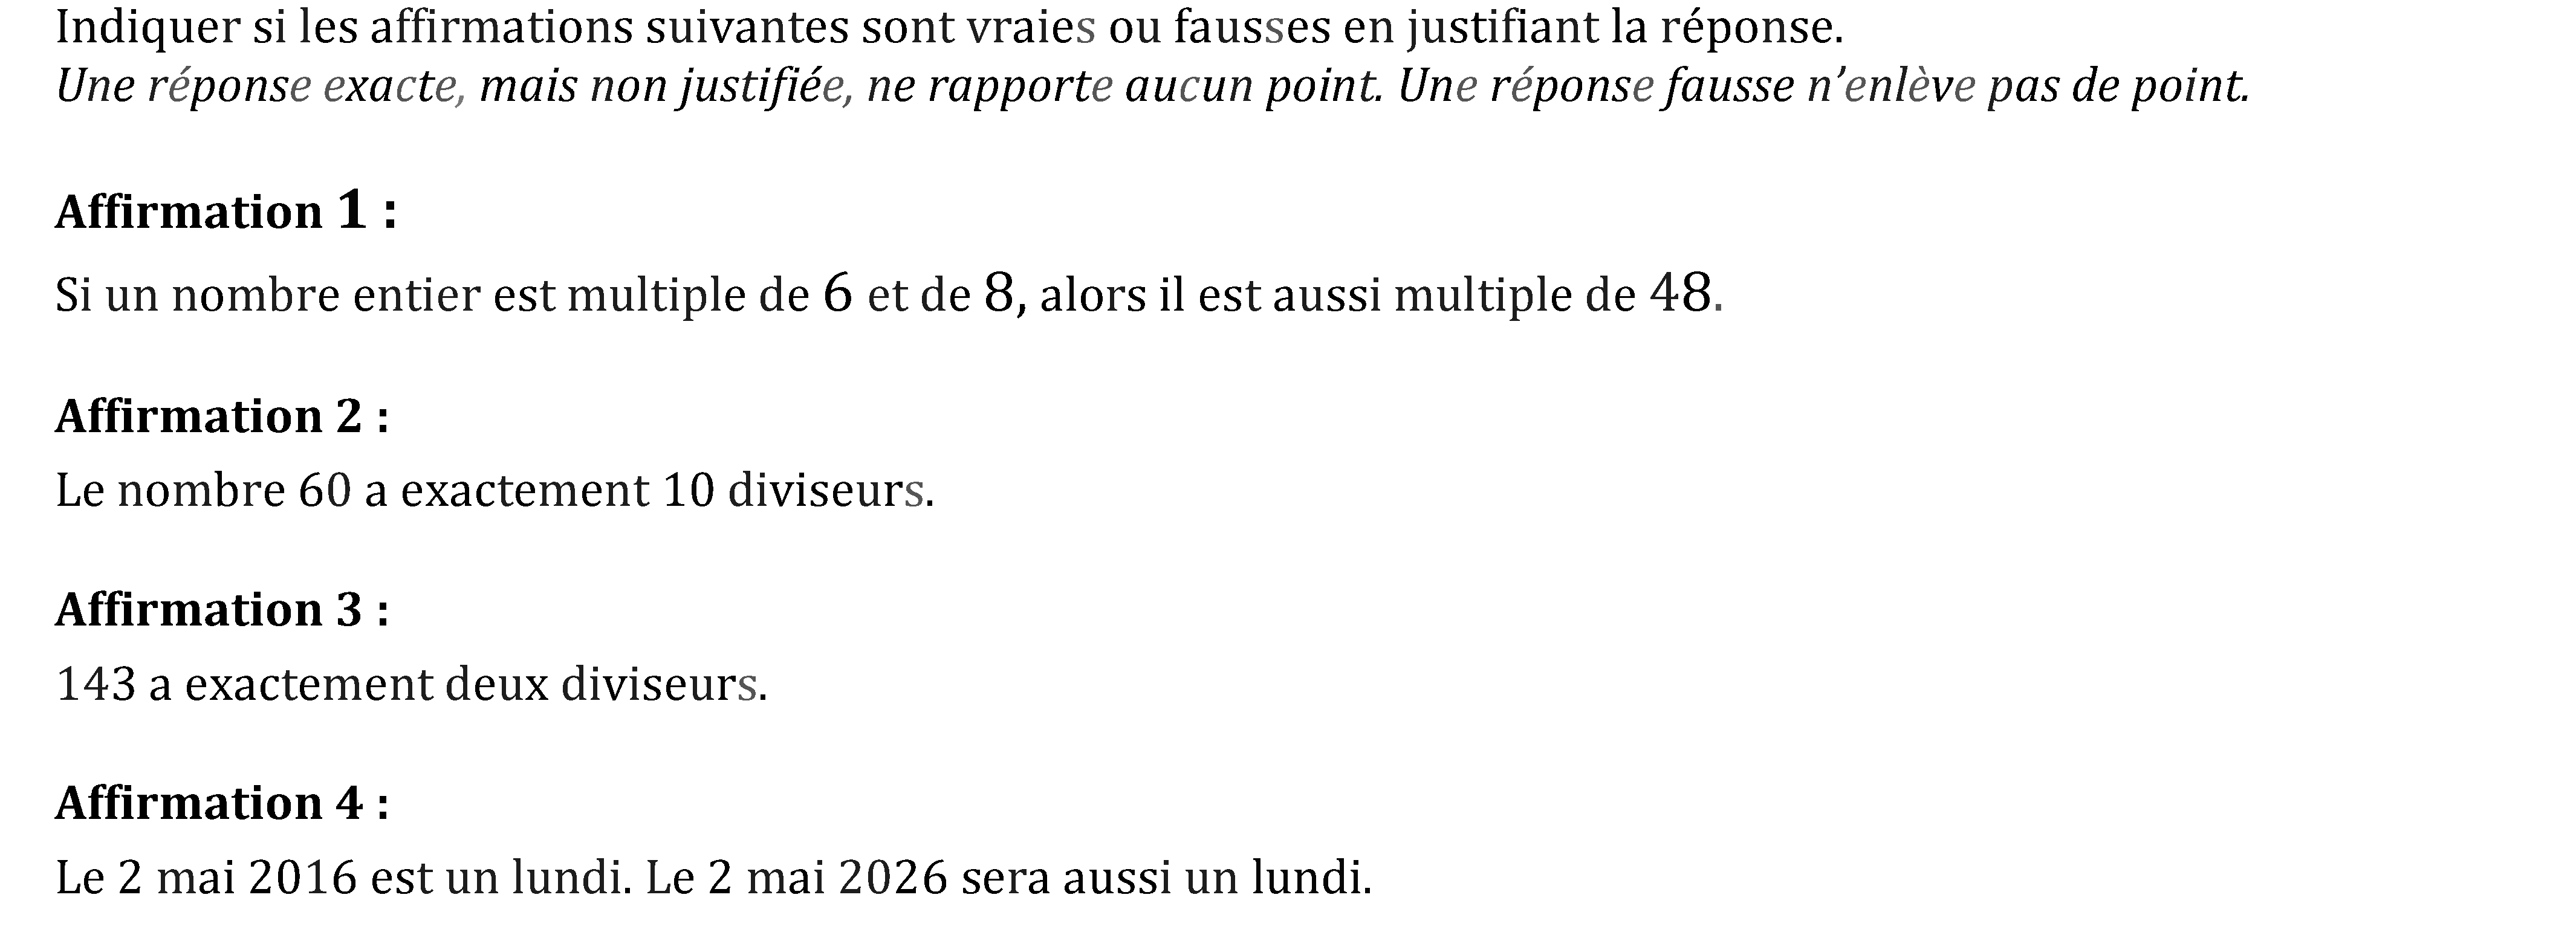 Indiquer si les affirmations suivantes sont vraies ou fausses en justifiant la réponse.
Une réponse exacte, mais non justifiée, ne rapporte aucun point. Une réponse fausse n’enlève pas de point.
Affirmation 1 :
Si un nombre entier est multiple de 6 et de 8, alors il est aussi multiple de 48.
Affirmation 2 :
Le nombre 60 a exactement 10 diviseurs.
Affirmation 3 :
143 a exactement deux diviseurs.
Affirmation 4 :
Le 2 mai 2016 est un lundi. Le 2 mai 2026 sera aussi un lundi.